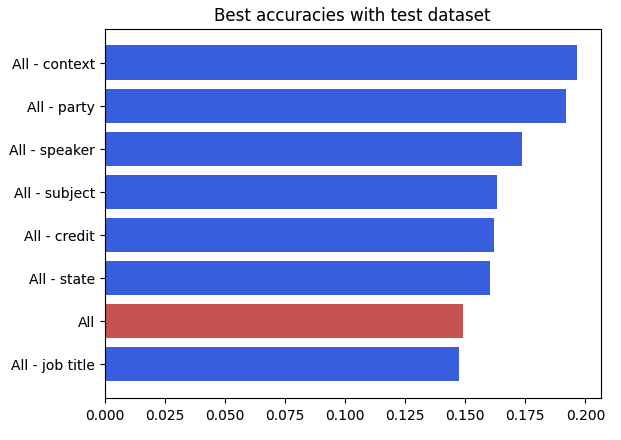 Best accuracies with test dataset
All - context
All - party
All - speaker
All - subject
All - credit
All - state
All
All - job title
0.000 0.025 0.050 0.075 0.100 0.125 0.150 0.175 0.200